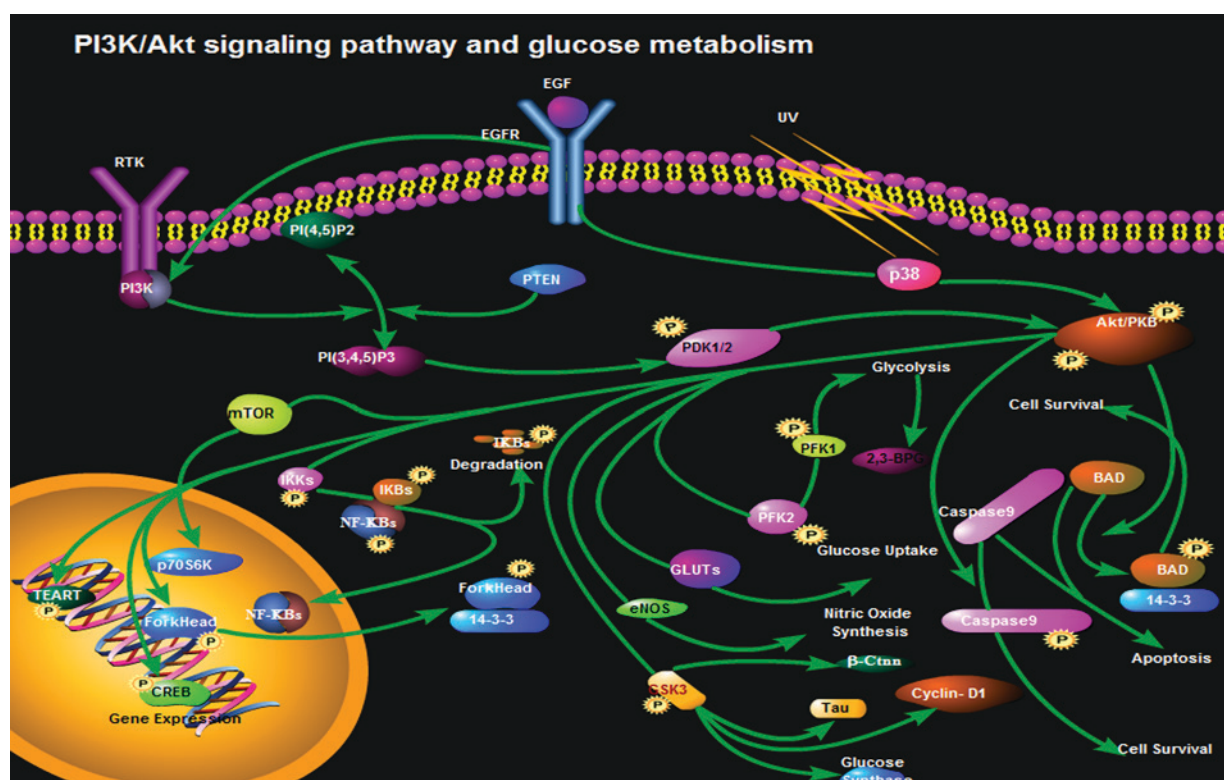 PI3K/Akt signaling pathway and glucose metabolism
EGF
UV
EGFR
RTK
PI(4,5)P2
PI3K
PTEN
p38
P
P
Akt/PKB
PDK1/2
P
PI(3,4,5)P3
Glycolysis
mTOR
Cell Survival
P
IKBs
P
PFK1
Degradation
2,3-BPG
IKKs
P
P
IKBs
BAD
NF-KBs
P
PFK2
P
Caspase9
Glucose Uptake
P
p70S6K
P
GLUTs
BAD
TEART
P
ForkHead
14-3-3
eNOS
NF-KBs
ForkHead
P
14-3-3
Nitric Oxide
Synthesis
Caspase9
P
β-Ctnn
Apoptosis
P
CREB
GSK3
P
Cyclin- D1
Tau
Gene Expression
Cell Survival
Glucose
Synthase